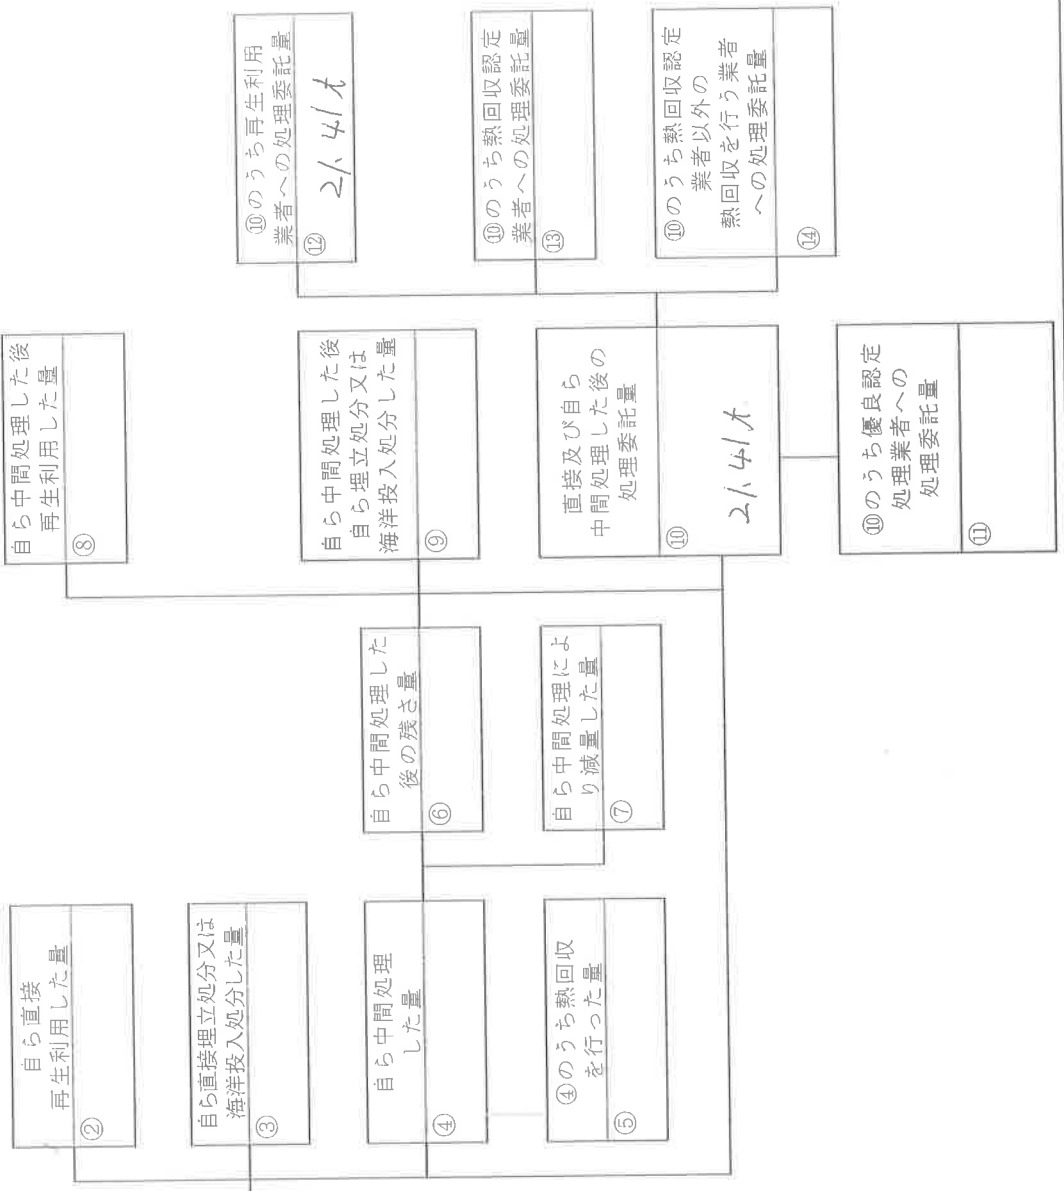 自ら直接
再生利用した量
②
自ら直接埋立処分又は
海洋投入処分した量
③
自ら中間処理
した量
④
④のうち熱回収
を行った量
⑤
自ら中間処理した
後の残さ量
⑥
自ら中間処理によ
り減量した量
⑦
自ら中間処理した後
再生利用した量
⑧
自ら中間処理した後
自ら埋立処分又は
海洋投入処分した量
⑨
直接及び自ら
中間処理した後の
処理委託量
⑩
21.41t
⑩のうち優良認定
処理業者への
処理委託量
⑪
⑩のうち再生利用
業者への処理委託量
⑫
21.41t
⑩のうち熱回収認定
業者への処理委託量
⑬
⑩のうち熱回収認定
業者以外の
熱回収を行う業者
への処理委託量
⑭